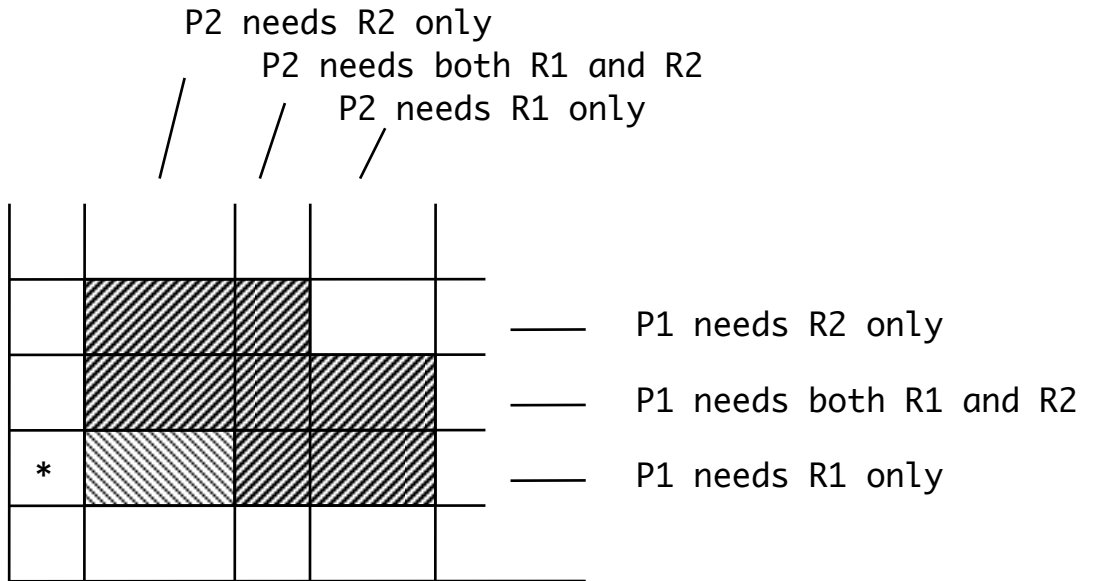 P2 needs R2 only
P2 needs both R1 and R2
P2 needs R1 only
P1 needs R2 only
P1 needs both R1 and R2
* P1 needs R1 only